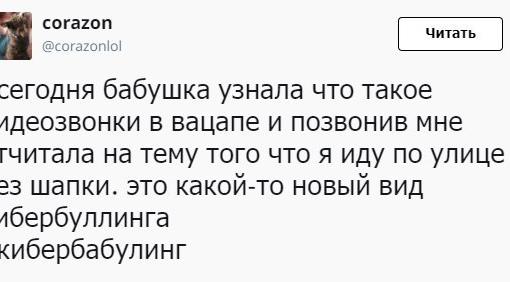 corazon
@corazonlol
Читать
сегодня бабушка узнала что такое
идеозвонки в вацапе и позвонив мне
тчитала на тему того что я иду по улице
ез шапки. это какой-то новый вид
ибербуллинга
кибербабулинг